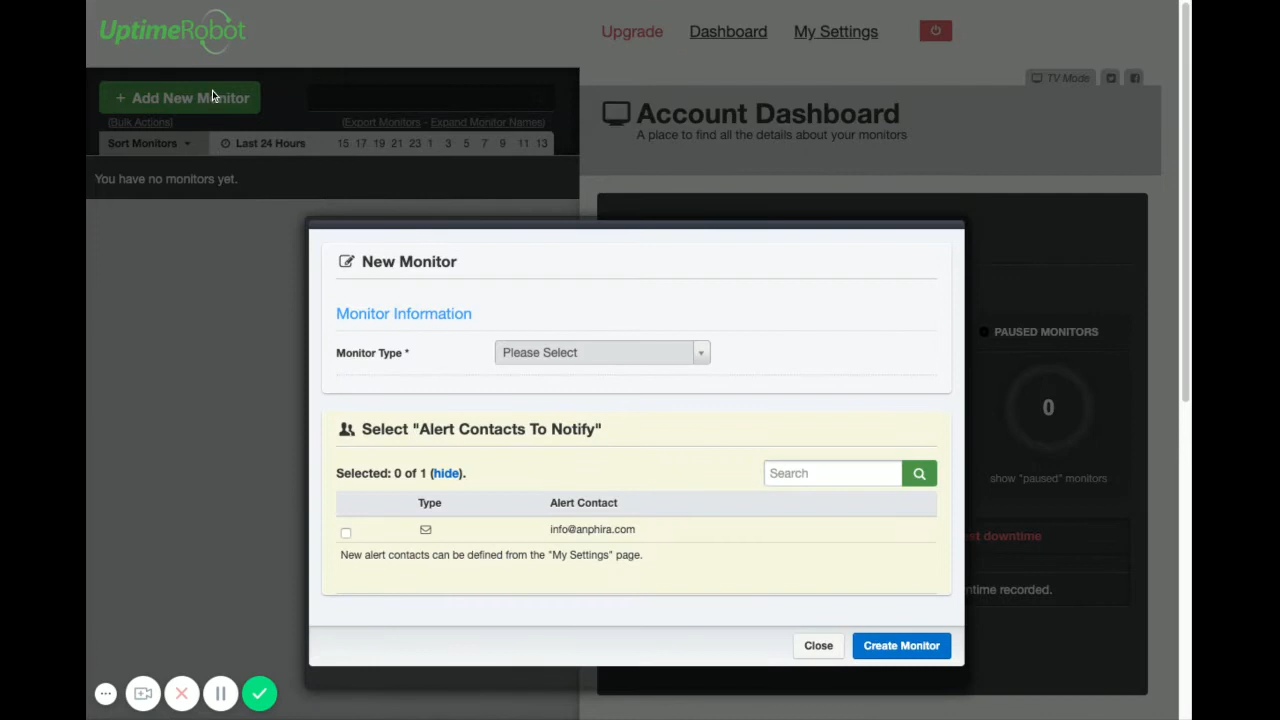 UptimeRobot
Upgrade
Dashboard
My Settings
+ Add New Monitor
(Bulk Actions)
(Export Monitors - Expand Monitor Names)
Sort Monitors
Last 24 Hours
15 17 19 21 23 1 3 5 7 9 11 13
You have no monitors yet.
TV Mode
Account Dashboard
A place to find all the details about your monitors
New Monitor
Monitor Information
Monitor Type *
Please Select
Select "Alert Contacts To Notify"
Selected: 0 of 1 (hide).
Search
Type
Alert Contact
info@anphira.com
New alert contacts can be defined from the "My Settings" page.
Close
Create Monitor
PAUSED MONITORS
0
show "paused" monitors
downtime
recorded.